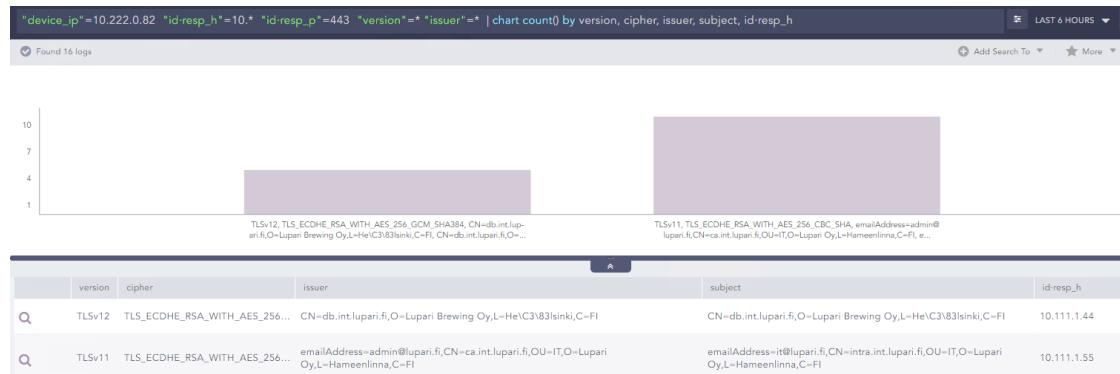 "device_ip"=10.222.0.82 "id-resp_h"=10.* "id-resp_p"=443 "version"=* "issuer"=* | chart count() by version, cipher, issuer, subject, id-resp_h
LAST 6 HOURS
Found 16 logs
Add Search To
More
10
7
4
1
TLSv12, TLS_ECDHE_RSA_WITH_AES_256_GCM_SHA384, CN=db.int.lup-
ari.fi,O=Lupari Brewing Oy,L=He\C3\83lsinki,C=FI, CN=db.int.lupari.fi,O=...
TLSv11, TLS_ECDHE_RSA_WITH_AES_256_CBC_SHA, emailAddress=admin@
lupari.fi,CN=ca.int.lupari.fi,OU=IT,O=Lupari Oy,L=Hameenlinna,C=FI, e...
version cipher issuer subject id-resp_h
TLSv12 TLS_ECDHE_RSA_WITH_AES_256... CN=db.int.lupari.fi,O=Lupari Brewing Oy,L=He\C3\83lsinki,C=FI CN=db.int.lupari.fi,O=Lupari Brewing Oy,L=He\C3\83lsinki,C=FI 10.111.1.44
TLSv11 TLS_ECDHE_RSA_WITH_AES_256... emailAddress=admin@lupari.fi,CN=ca.int.lupari.fi,OU=IT,O=Lupari Oy,L=Hameenlinna,C=FI emailAddress=it@lupari.fi,CN=intra.int.lupari.fi,OU=IT,O=Lupari Oy,L=Hameenlinna,C=FI 10.111.1.55